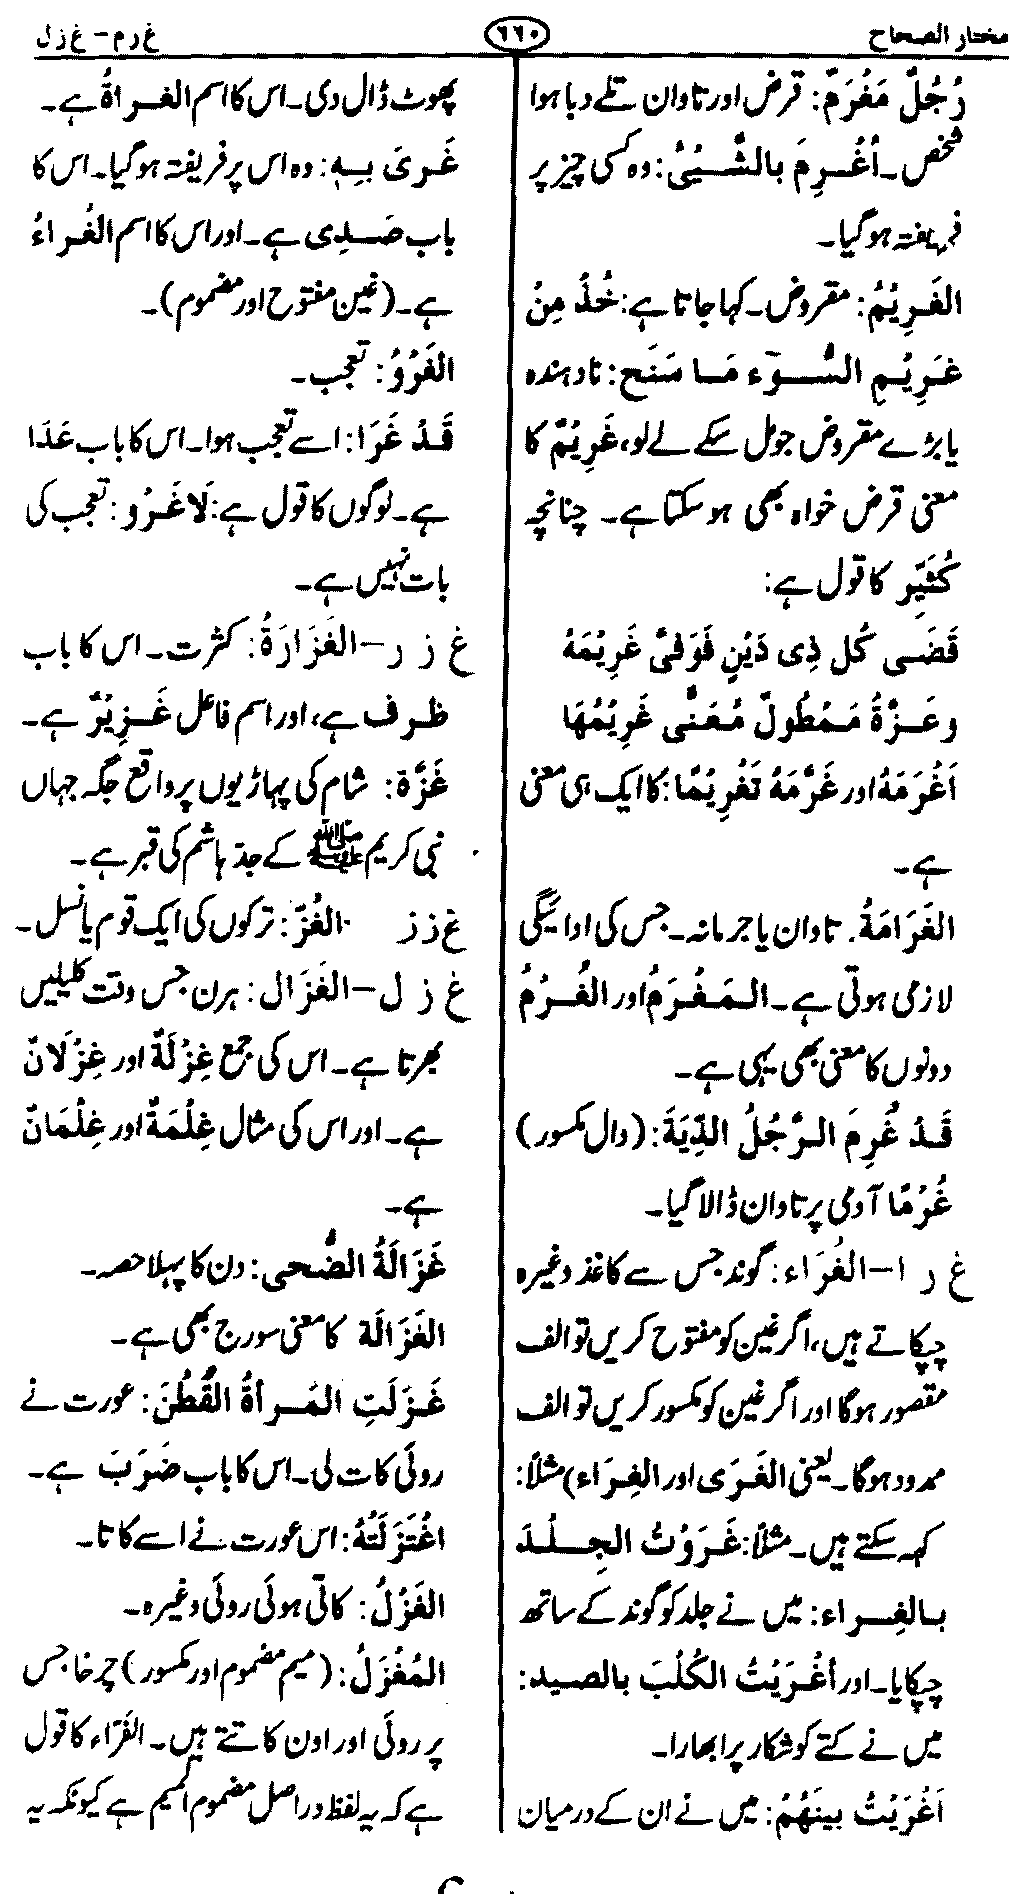 مختار الصحاح
٦٦٠
غ ر م – غ ز ل
رُجُلٌ مَغُرَمٌ: قرض اور تاوان تلے دبا ہوا
شخص۔ اُغُرِمَ بالشَّیْئُ: وہ کسی چیز پر
فریفتہ ہوگیا۔
الغَرِیْمُ: مقروض۔ کہا جاتا ہے: خُذُ مِنُ
غَرِیْمِ السُّوٓء مَا سَنَح: نادہندہ
یا بڑے مقروض جو مل سکے لے لو، غَرِیْمٌ کا
معنی قرض خواہ بھی ہو سکتا ہے۔ چنانچہ
کُثَیِّر کا قول ہے:
قَضَی کُل ذِی دَیْنٍ فَوَفیَّ غَرِیْمَهُ
وعَزَّةُ مَمْطُولٌ مُعَنًّی غَرِیْمُهَا
اَغُرَمَهُ اور غَرَّمَهُ تَغُرِیْمًا: کا ایک ہی معنی
ہے۔
الغَرَامَةُ: تاوان یا جرمانہ۔ جس کی ادائیگی
لازمی ہوتی ہے۔ المَغُرَمُ اور الغُرُمُ
دونوں کا معنی بھی یہی ہے۔
قَدُ غُرِمَ الرَّجُلُ الدِّیَةَ: (دال مکسور)
غُرُمًا آدمی پر تاوان ڈالا گیا۔
غ ر ا – الغُرَاء: گوند جس سے کاغذ وغیرہ
چپکاتے ہیں، اگر غین کو مفتوح کریں تو الف
مقصور ہوگا اور اگر غین کو مکسور کریں تو الف
ممدود ہوگا۔ یعنی الغَرَی اور الغِرَاء) مثلاً:
کہہ سکتے ہیں۔ مثلاً: غَرَوْتُ الجِلُدَ
بالغِراء: میں نے جلد کو گوند کے ساتھ
چپکایا۔ اور أغُرَیْتُ الکُلُبَ بالصید:
میں نے کتے کو شکار پر ابھارا۔
اَغُرَیْتُ بینَهُمُ: میں نے ان کے درمیان
پھوٹ ڈال دی۔ اس کا اسم الغراةُ ہے۔
غَرِیَ بِهِ: وہ اس پر فریفتہ ہوگیا۔ اس کا
باب صَدِی ہے۔ اور اس کا اسم الغُراءُ
ہے۔ (غین مفتوح اور مضموم)۔
الغَرُوُ: تعجب۔
قَدُ غَرَا: اسے تعجب ہوا۔ اس کا باب عَدَا
ہے۔ لوگوں کا قول ہے: لَا غَرُو: تعجب کی
بات نہیں ہے۔
غ ز ر – الغَزَارَةُ: کثرت۔ اس کا باب
ظرف ہے، اور اسم فاعل غَزِیْرٌ ہے۔
غَزَّة: شام کی پہاڑیوں پر واقع جگہ جہاں
نبی کریم ﷺ کے جد ہاشم کی قبر ہے۔
غ ز ز الغُزّ: ترکوں کی ایک قوم یا نسل۔
غ ز ل – الغَزَال: ہرن جس وقت کلیلیں
بھرتا ہے۔ اس کی جمع غِزُلَةٌ اور غِزُلَانٌ
ہے۔ اور اس کی مثال غِلُمَةٌ اور غِلُمَانٌ
ہے۔
غَزَالَةُ الضُّحی: دن کا پہلا حصہ۔
الغَزَالَة کا معنی سورج بھی ہے۔
غَزَلَتِ المَرأةُ القُطُنَ: عورت نے
روئی کات لی۔ اس کا باب ضَرَبَ ہے۔
اغُتَزَلَتُهُ: اس عورت نے اسے کاتا۔
الغَزُلُ: کاتی ہوئی روئی وغیرہ۔
المُغُزَلُ: (میم مضموم اور مکسور) چرخا جس
پر روئی اور اون کاتتے ہیں۔ الفَرّاء کا قول
ہے کہ یہ لفظ دراصل مضموم المیم ہے کیونکہ یہ